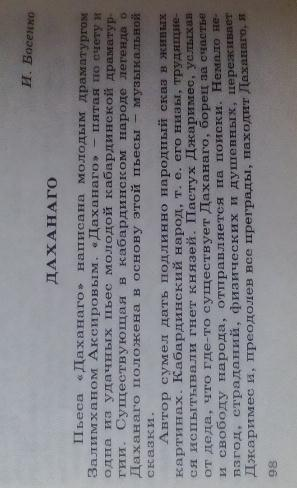 И. Васенко
ДАХАНАГО
Пьеса «Даханаго» написана молодым драматургом
Залимханом Аксировым. «Даханаго» – пятая по счету и
одна из удачных пьес молодой кабардинской драматур-
гии. Существующая в кабардинском народе легенда о
Даханаго положена в основу этой пьесы – музыкальной
сказки.
Автор сумел дать подлинно народный сказ в живых
картинах. Кабардинский народ, т. е. его низы, трудящие-
ся испытывали гнет князей. Пастух Джаримес, услыхав
от деда, что где-то существует Даханаго, борец за счастье
и свободу народа, отправляется на поиски. Немало не-
взгод, страданий, физических и душевных, переживает
Джаримес и, преодолев все преграды, находит Даханаго, я
98